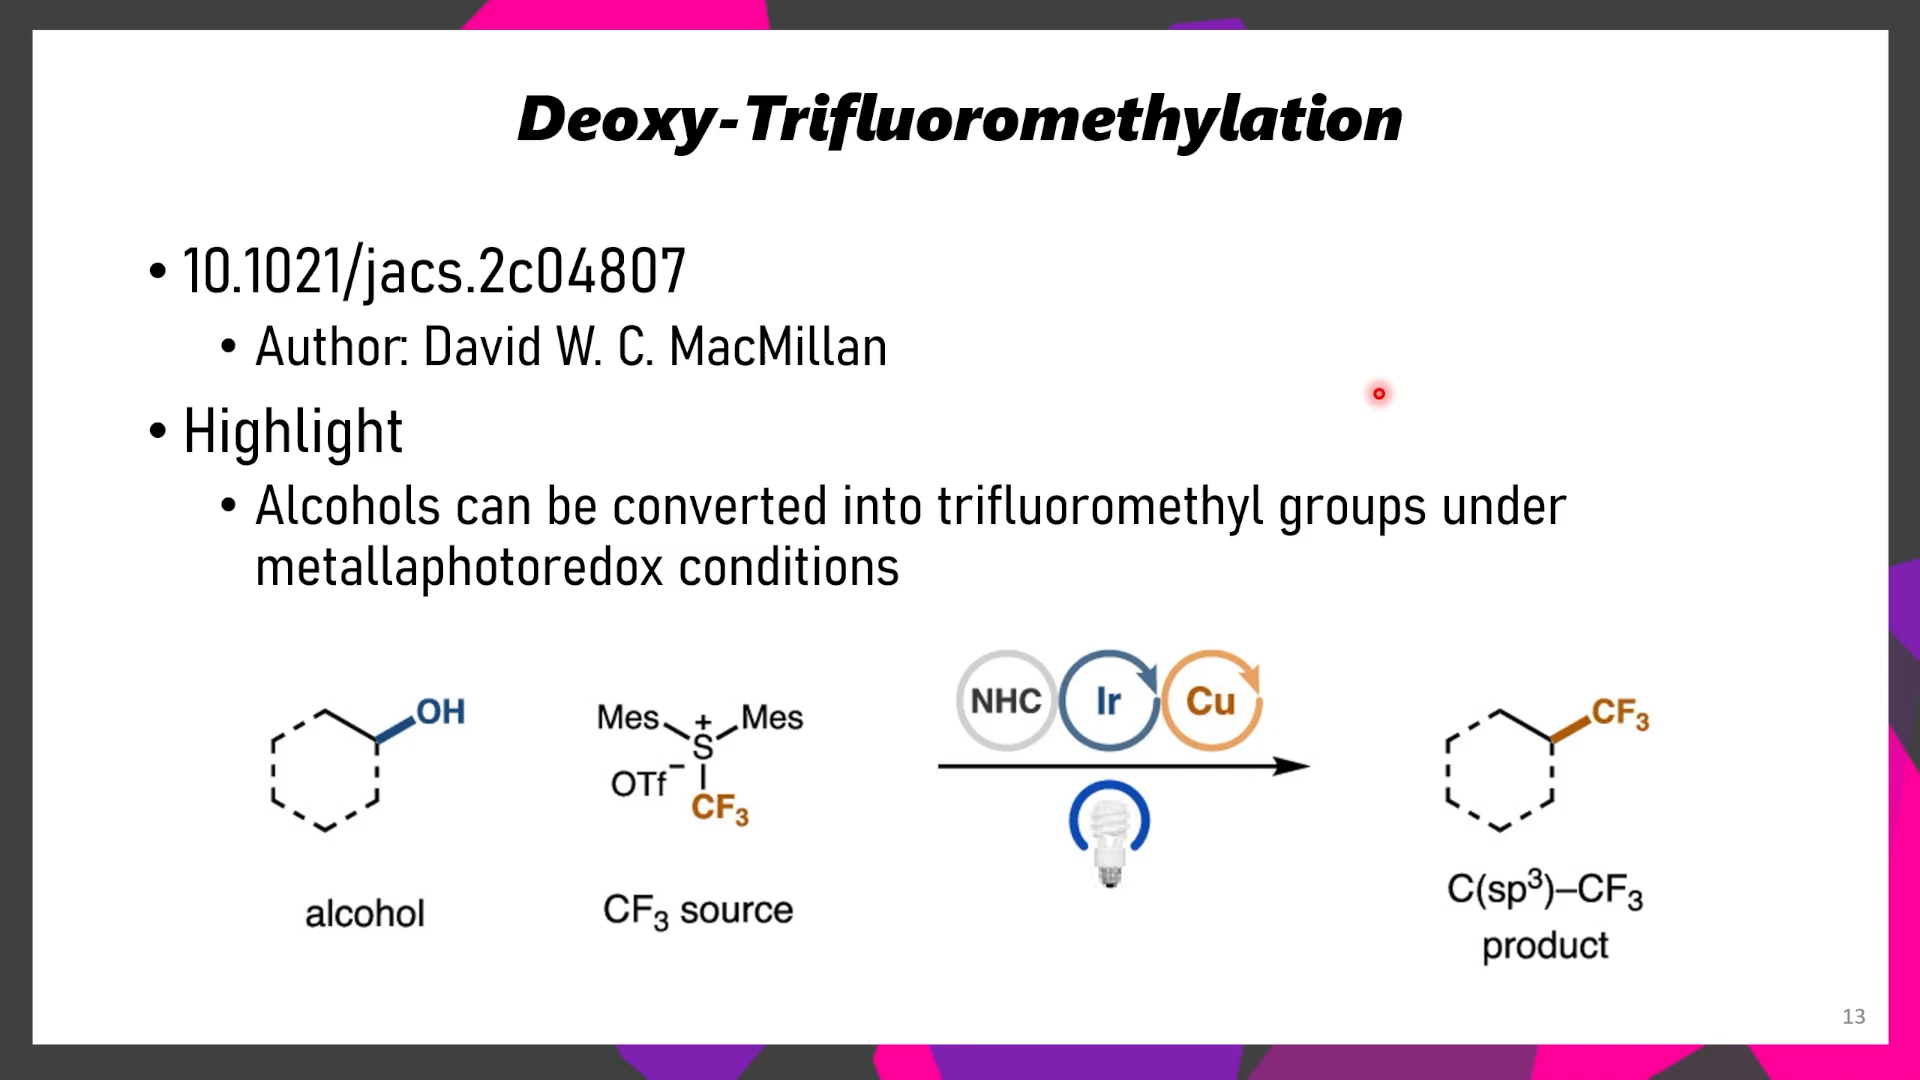 Deoxy-Trifluoromethylation
• 10.1021/jacs.2c04807
• Author: David W. C. MacMillan
• Highlight
• Alcohols can be converted into trifluoromethyl groups under
metallaphotoredox conditions
OH
Mes + Mes
S
OTf⁻
CF₃
NHC Ir Cu
CF₃
alcohol
CF₃ source
C(sp³)–CF₃
product
13